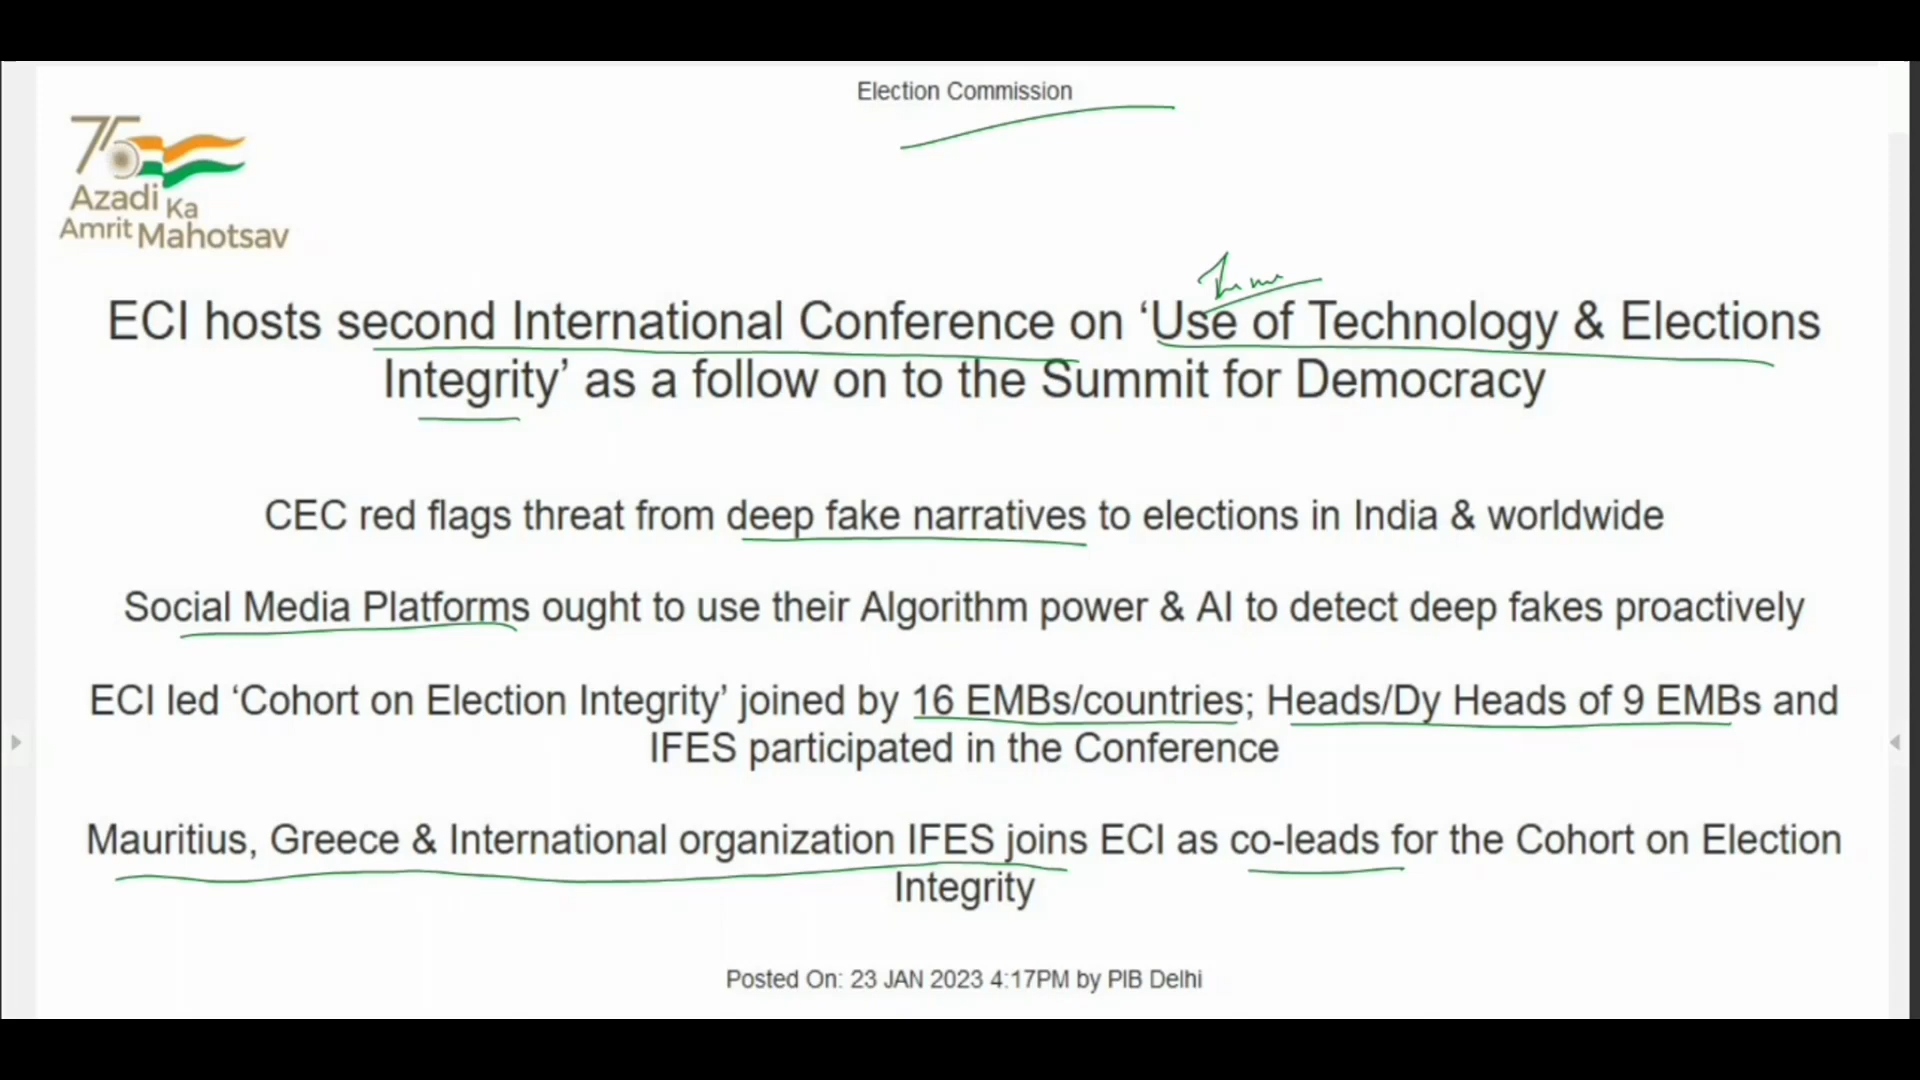 Election Commission
75
Azadi Ka
Amrit Mahotsav
ECI hosts second International Conference on ‘Use of Technology & Elections
Integrity’ as a follow on to the Summit for Democracy
CEC red flags threat from deep fake narratives to elections in India & worldwide
Social Media Platforms ought to use their Algorithm power & AI to detect deep fakes proactively
ECI led ‘Cohort on Election Integrity’ joined by 16 EMBs/countries; Heads/Dy Heads of 9 EMBs and
IFES participated in the Conference
Mauritius, Greece & International organization IFES joins ECI as co-leads for the Cohort on Election
Integrity
Posted On: 23 JAN 2023 4:17PM by PIB Delhi